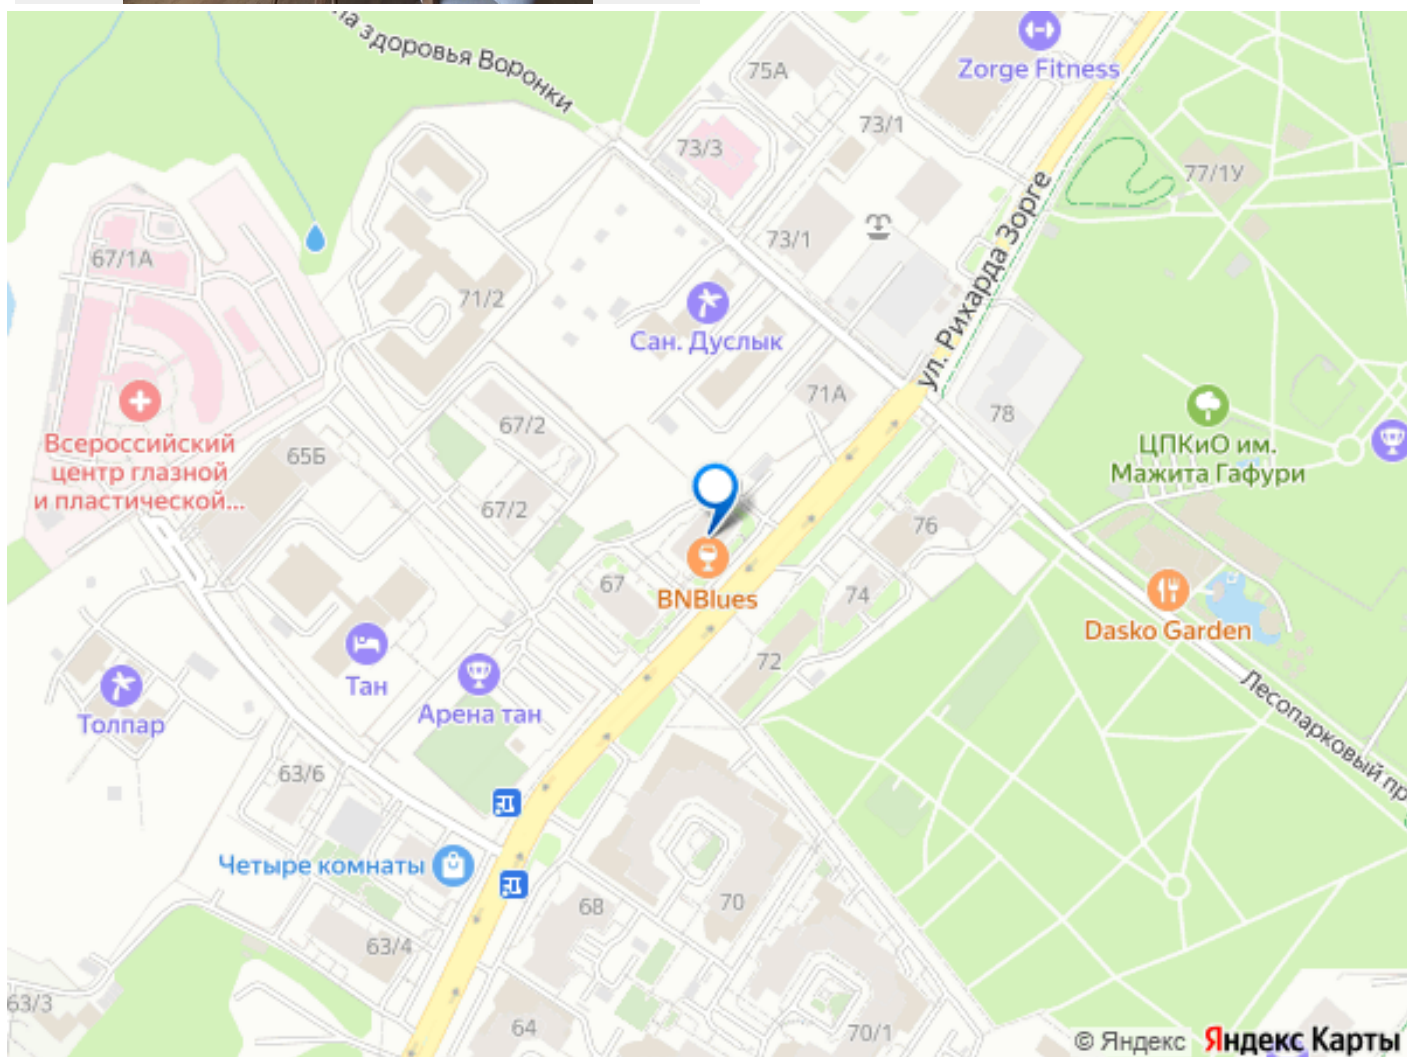 на здоровья Воронки
75А
Zorge Fitness
73/3
73/1
77/1У
67/1А
73/1
ул. Рихарда Зорге
71/2
Сан. Дуслык
71А
78
67/2
65Б
Всероссийский
центр глазной
и пластической...
ЦПКиО им.
Мажита Гафури
67/2
76
67
BNBlues
74
Dasko Garden
72
Тан
Арена тан
Толпар
Лесопарковый пр
63/6
Четыре комнаты
68
70
63/4
63/3
64
70/1
© Яндекс Яндекс Карты